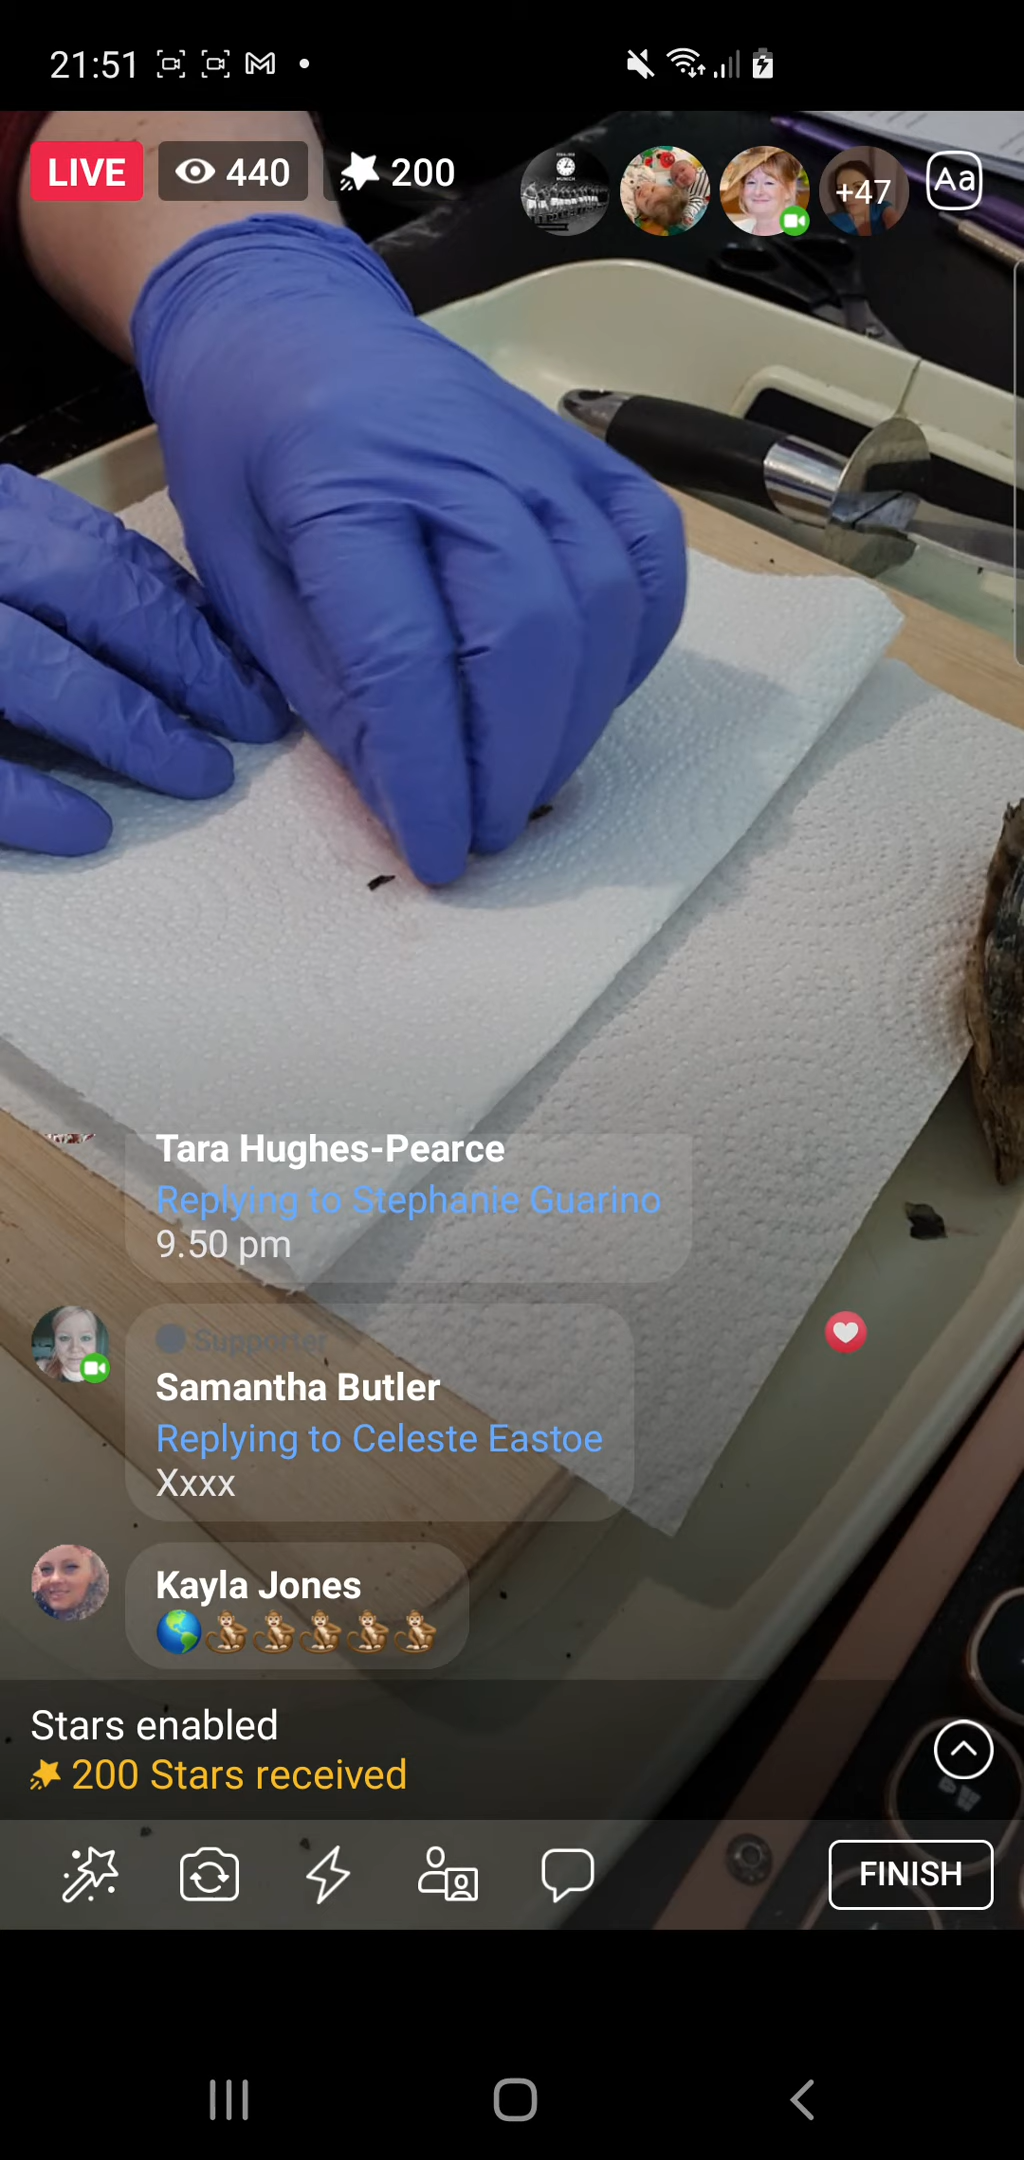 21:51
LIVE 440 200
+47 Aa
Tara Hughes-Pearce
Replying to Stephanie Guarino
9.50 pm
Supporter
Samantha Butler
Replying to Celeste Eastoe
Xxxx
Kayla Jones
Stars enabled
200 Stars received
FINISH